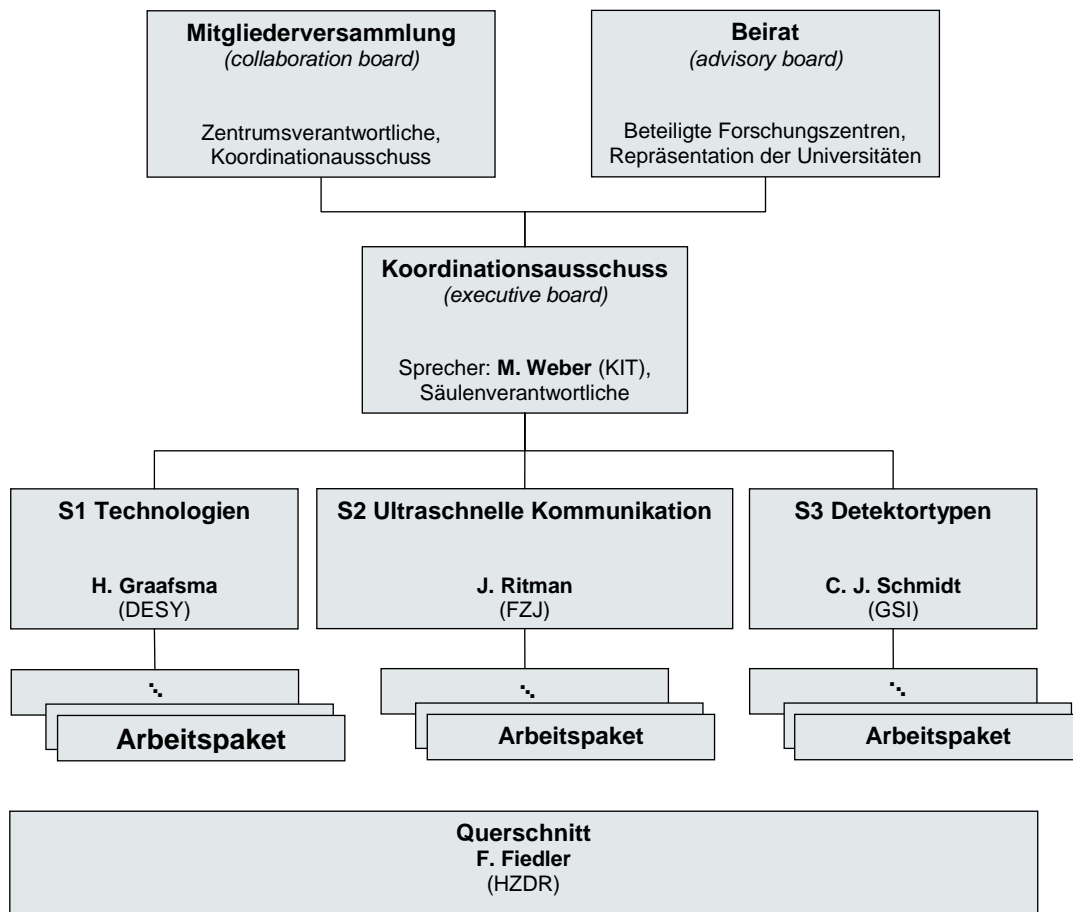 Mitgliederversammlung
(collaboration board)
Zentrumsverantwortliche,
Koordinationausschuss
Beirat
(advisory board)
Beteiligte Forschungszentren,
Repräsentation der Universitäten
Koordinationsausschuss
(executive board)
Sprecher: M. Weber (KIT),
Säulenverantwortliche
S1 Technologien
H. Graafsma
(DESY)
S2 Ultraschnelle Kommunikation
J. Ritman
(FZJ)
S3 Detektortypen
C. J. Schmidt
(GSI)
Arbeitspaket
Arbeitspaket
Arbeitspaket
Querschnitt
F. Fiedler
(HZDR)